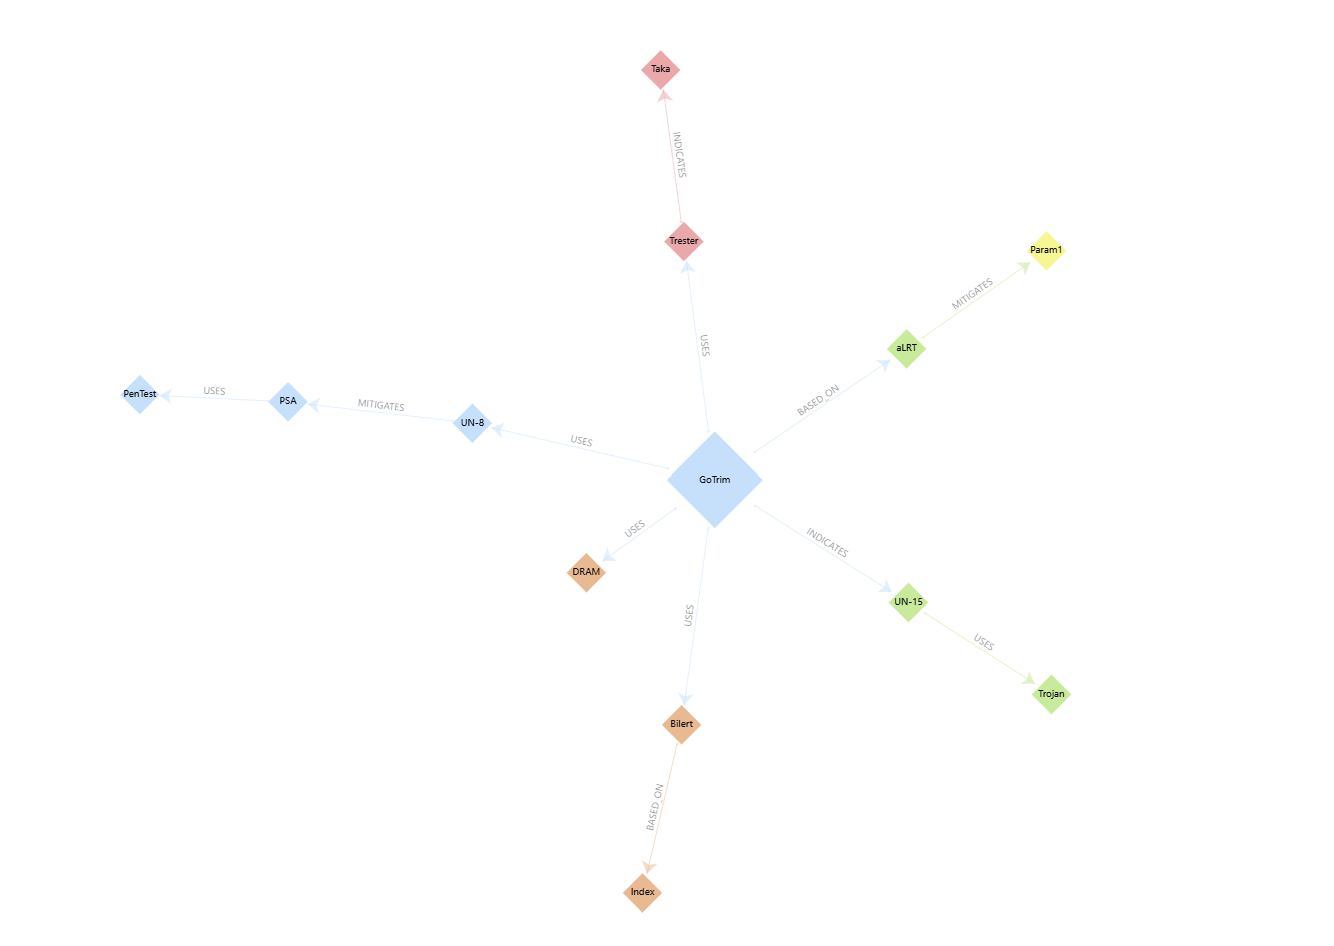 Taka
INDICATES
Trester
Param1
MITIGATES
aLRT
USES
BASED_ON
PenTest
USES
PSA
MITIGATES
UN-8
USES
GoTrim
USES
DRAM
INDICATES
UN-15
USES
USES
Trojan
Bilert
BASED_ON
Index